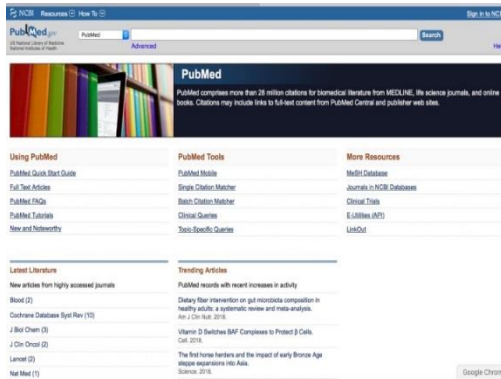 NCBI Resources How To Sign in to NCBI
PubMed.gov PubMed Search
US National Library of Medicine
National Institutes of Health
Advanced He
PubMed
PubMed comprises more than 28 million citations for biomedical literature from MEDLINE, life science journals, and online
books. Citations may include links to full-text content from PubMed Central and publisher web sites.
Using PubMed
PubMed Quick Start Guide
Full Text Articles
PubMed FAQs
PubMed Tutorials
New and Noteworthy
PubMed Tools
PubMed Mobile
Single Citation Matcher
Batch Citation Matcher
Clinical Queries
Topic-Specific Queries
More Resources
MeSH Database
Journals in NCBI Databases
Clinical Trials
E-Utilities (API)
LinkOut
Latest Literature
New articles from highly accessed journals
Blood (2)
Cochrane Database Syst Rev (10)
J Biol Chem (3)
J Clin Oncol (2)
Lancet (2)
Nat Med (1)
Trending Articles
PubMed records with recent increases in activity
Dietary fiber intervention on gut microbiota composition in
healthy adults: a systematic review and meta-analysis.
Am J Clin Nutr. 2018.
Vitamin D Switches BAF Complexes to Protect β Cells.
Cell. 2018.
The first horse herders and the impact of early Bronze Age
steppe expansions into Asia.
Science. 2018.
Google Chrom